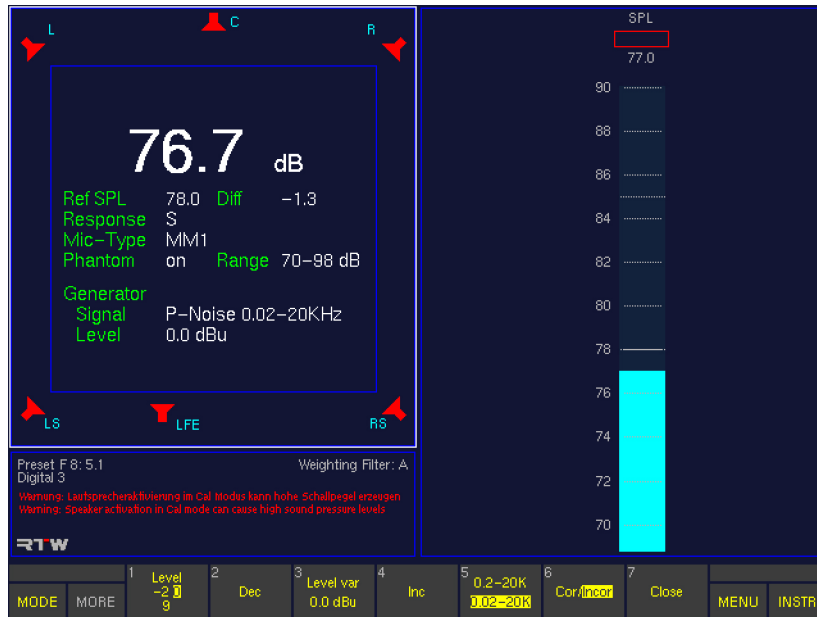 L
C
R
76.7 dB
Ref SPL 78.0 Diff −1.3
Response S
Mic−Type MM1
Phantom on Range 70−98 dB
Generator
Signal P−Noise 0.02−20KHz
Level 0.0 dBu
LS
LFE
RS
Preset F 8: 5.1 Weighting Filter: A
Digital 3
Warnung: Lautsprecheraktivierung im Cal Modus kann hohe Schallpegel erzeugen
Warning: Speaker activation in Cal mode can cause high sound pressure levels
RTW
SPL
77.0
90
88
86
84
82
80
78
76
74
72
70
MODE
MORE
1 Level
−2 0
9
2 Dec
3 Level var
0.0 dBu
4 Inc
5 0.2−20K
0.02−20K
6 Cor/Incor
7 Close
MENU
INSTR